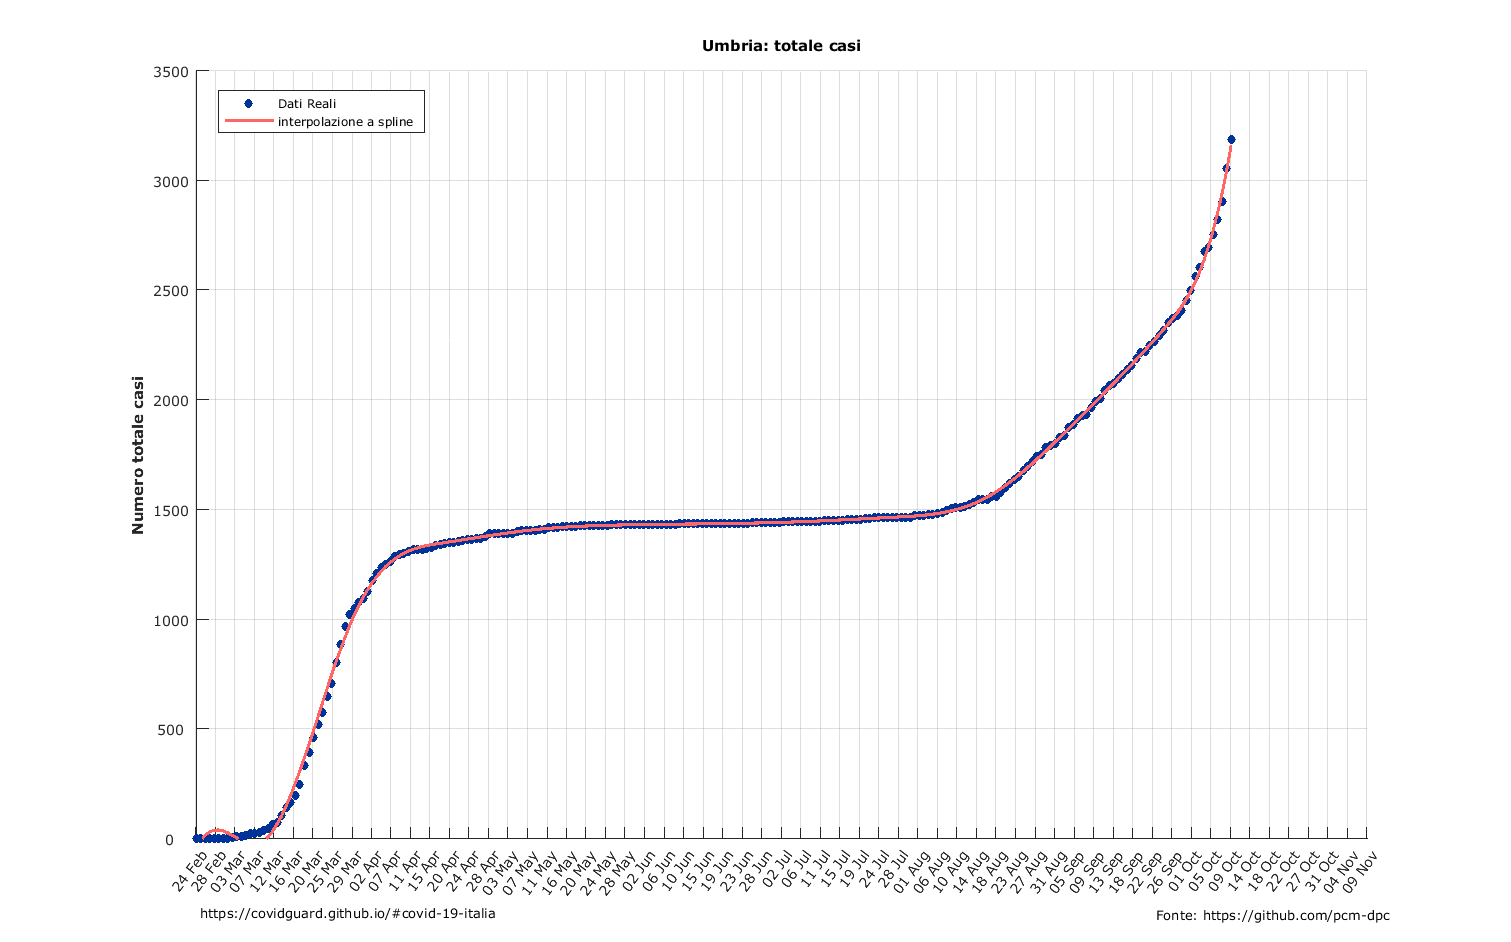 Umbria: totale casi
Dati Reali
interpolazione a spline
Numero totale casi
3500
3000
2500
2000
1500
1000
500
0
24 Feb
28 Feb
03 Mar
07 Mar
12 Mar
16 Mar
20 Mar
25 Mar
29 Mar
02 Apr
07 Apr
11 Apr
15 Apr
20 Apr
24 Apr
28 Apr
03 May
07 May
11 May
16 May
20 May
24 May
28 May
02 Jun
06 Jun
10 Jun
15 Jun
19 Jun
23 Jun
28 Jun
02 Jul
06 Jul
11 Jul
15 Jul
19 Jul
24 Jul
28 Jul
01 Aug
06 Aug
10 Aug
14 Aug
18 Aug
23 Aug
27 Aug
31 Aug
05 Sep
09 Sep
13 Sep
18 Sep
22 Sep
26 Sep
01 Oct
05 Oct
09 Oct
14 Oct
18 Oct
22 Oct
27 Oct
31 Oct
04 Nov
09 Nov
https://covidguard.github.io/#covid-19-italia
Fonte: https://github.com/pcm-dpc